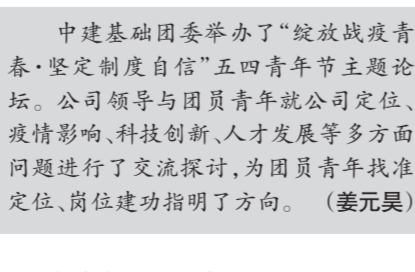 中建基础团委举办了“绽放战疫青
春·坚定制度自信”五四青年节主题论
坛。公司领导与团员青年就公司定位、
疫情影响、科技创新、人才发展等多方面
问题进行了交流探讨,为团员青年找准
定位、岗位建功指明了方向。 (姜元昊)